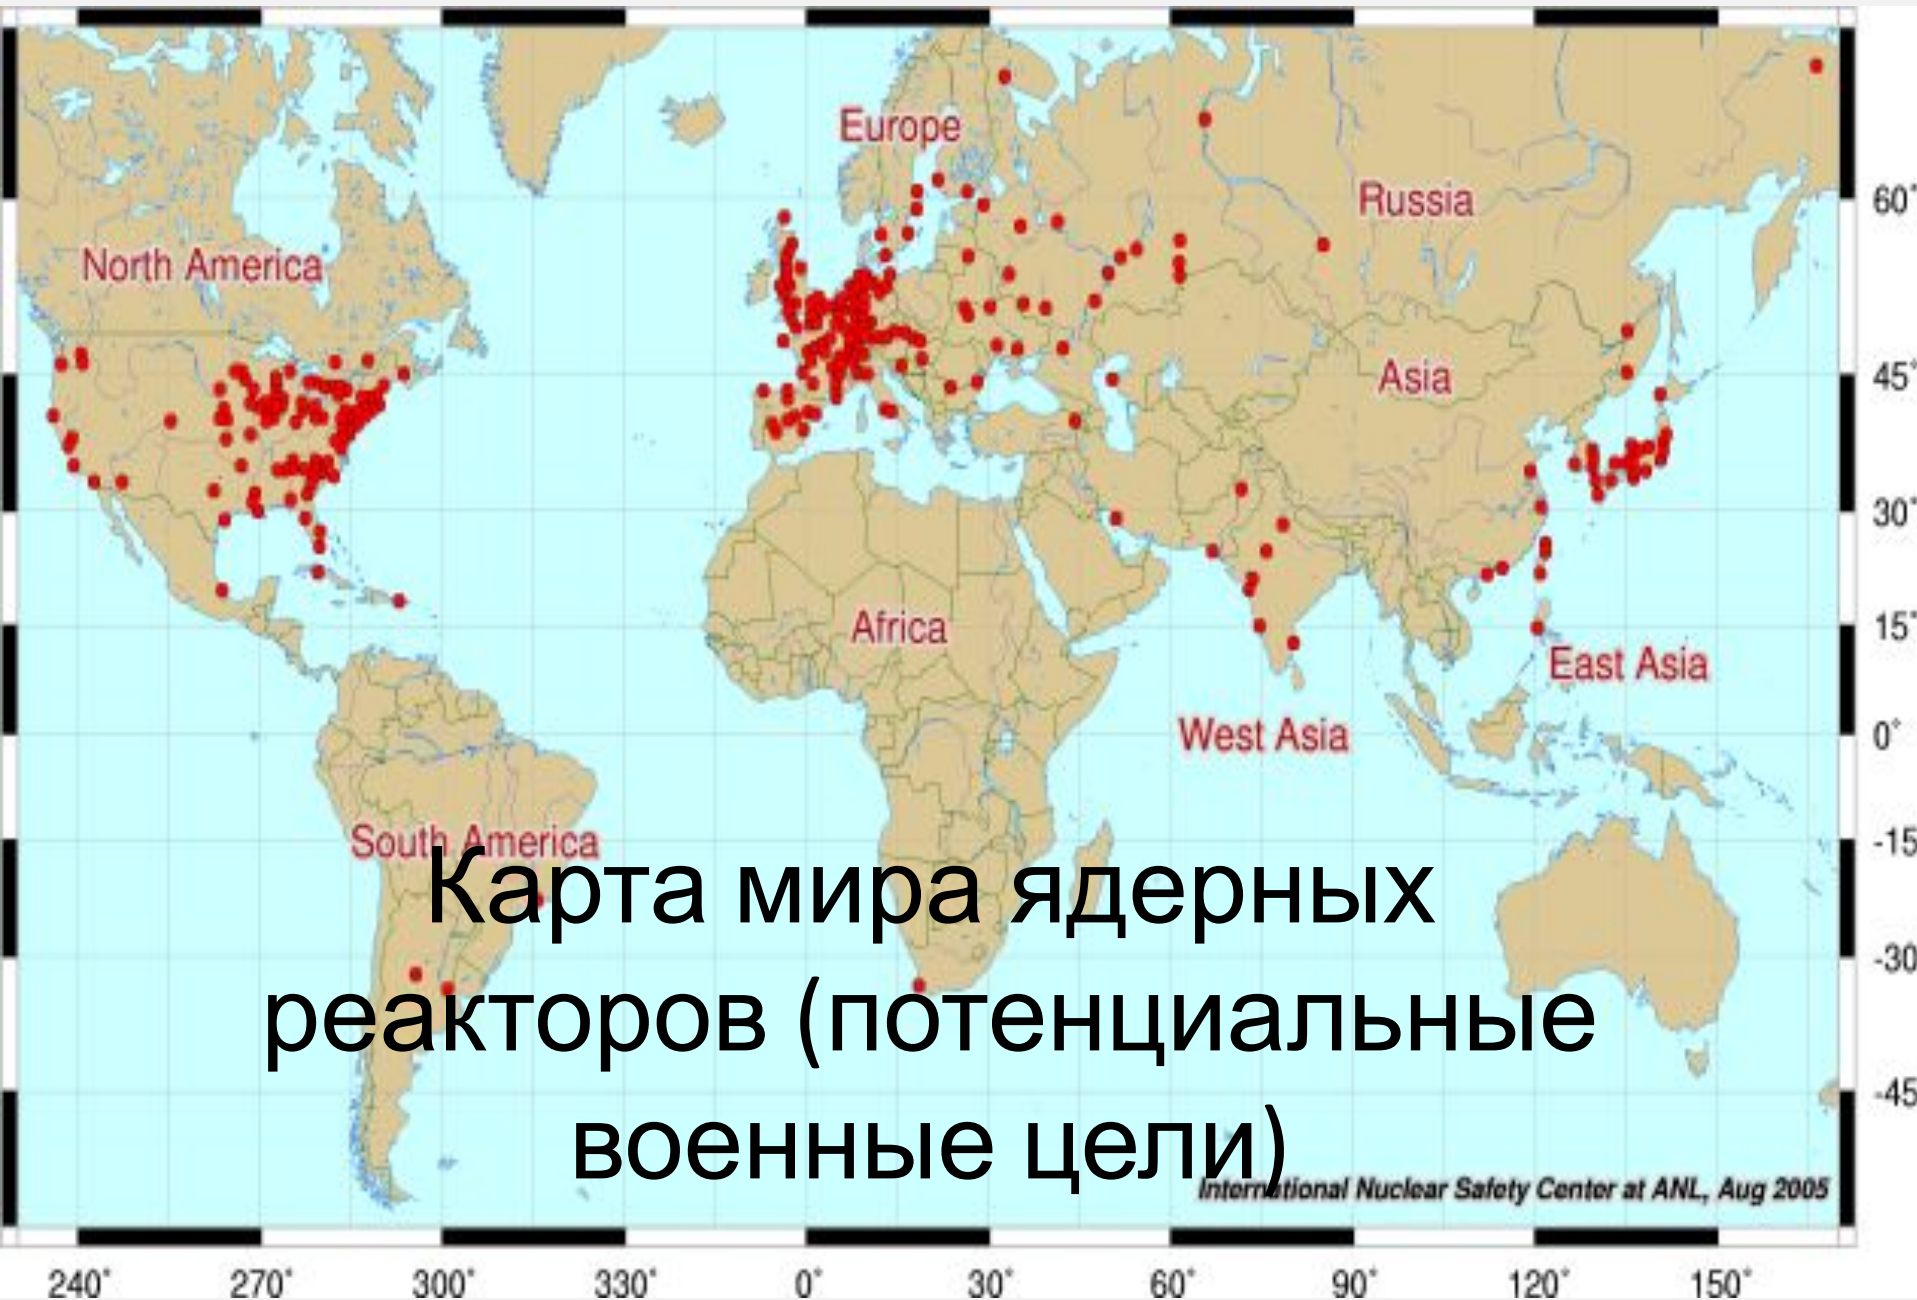 Europe
Russia
North America
Asia
Africa
East Asia
West Asia
South America
Карта мира ядерных
реакторов (потенциальные
военные цели)
International Nuclear Safety Center at ANL, Aug 2005
60°
45°
30°
15°
0°
-15
-30
-45
240° 270° 300° 330° 0° 30° 60° 90° 120° 150°